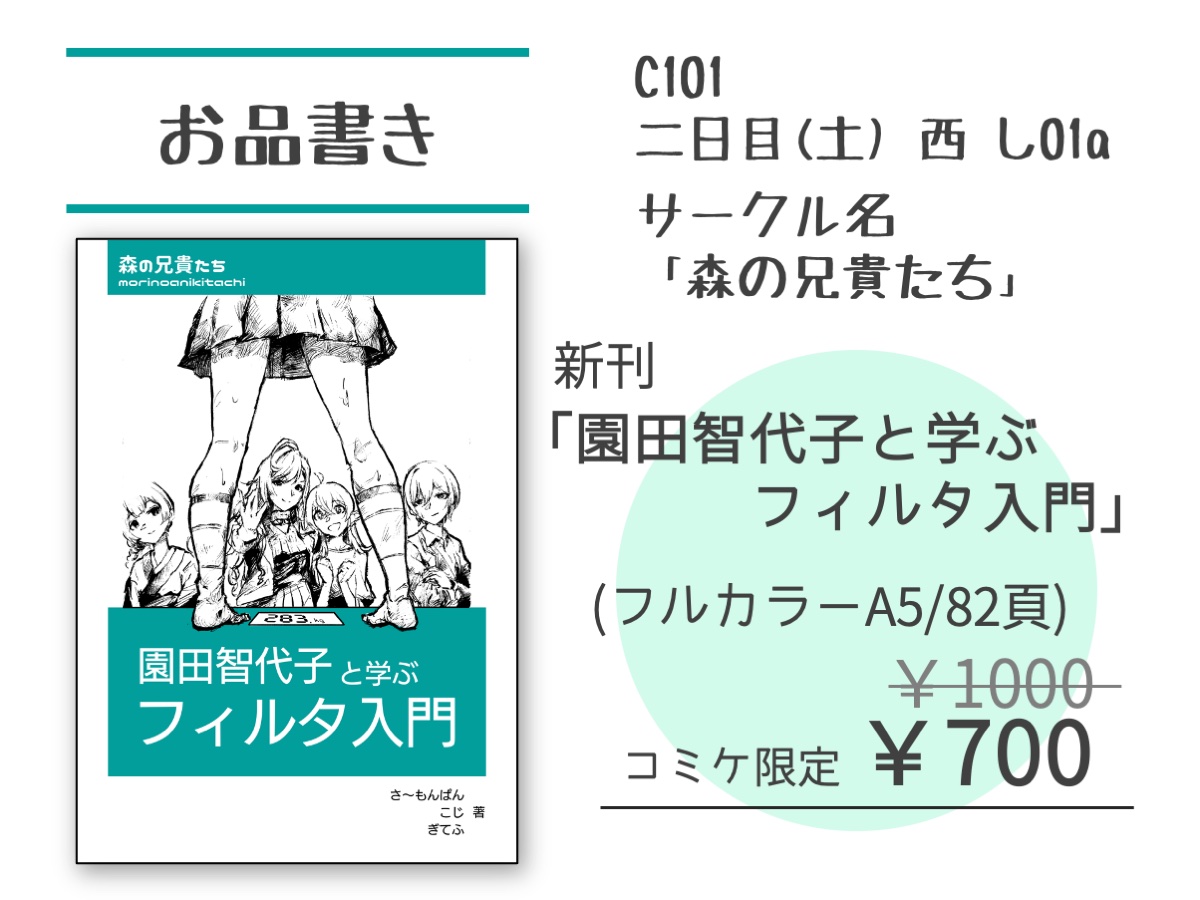 お品書き
C101
二日目(土) 西 し01a
サークル名
「森の兄貴たち」
森の兄貴たち
morinoanikitachi
283.kg
園田智代子と学ぶ
フィルタ入門
さ～もんぱん
こじ 著
ぎてふ
新刊
「園田智代子と学ぶ
フィルタ入門」
(フルカラーA5/82頁)
￥1000
コミケ限定 ￥700